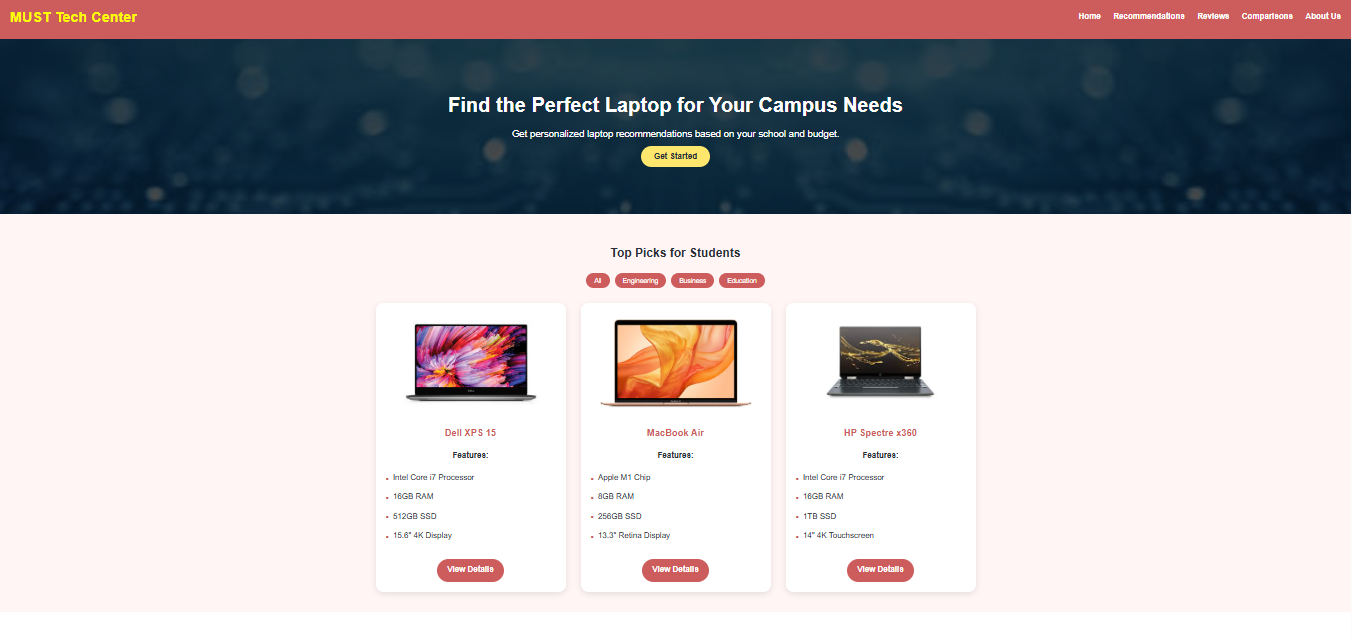 MUST Tech Center
Home Recommendations Reviews Comparisons About Us
Find the Perfect Laptop for Your Campus Needs
Get personalized laptop recommendations based on your school and budget.
Get Started
Top Picks for Students
All Engineering Business Education
Dell XPS 15
Features:
Intel Core i7 Processor
16GB RAM
512GB SSD
15.6" 4K Display
View Details
MacBook Air
Features:
Apple M1 Chip
8GB RAM
256GB SSD
13.3" Retina Display
View Details
HP Spectre x360
Features:
Intel Core i7 Processor
16GB RAM
1TB SSD
14" 4K Touchscreen
View Details